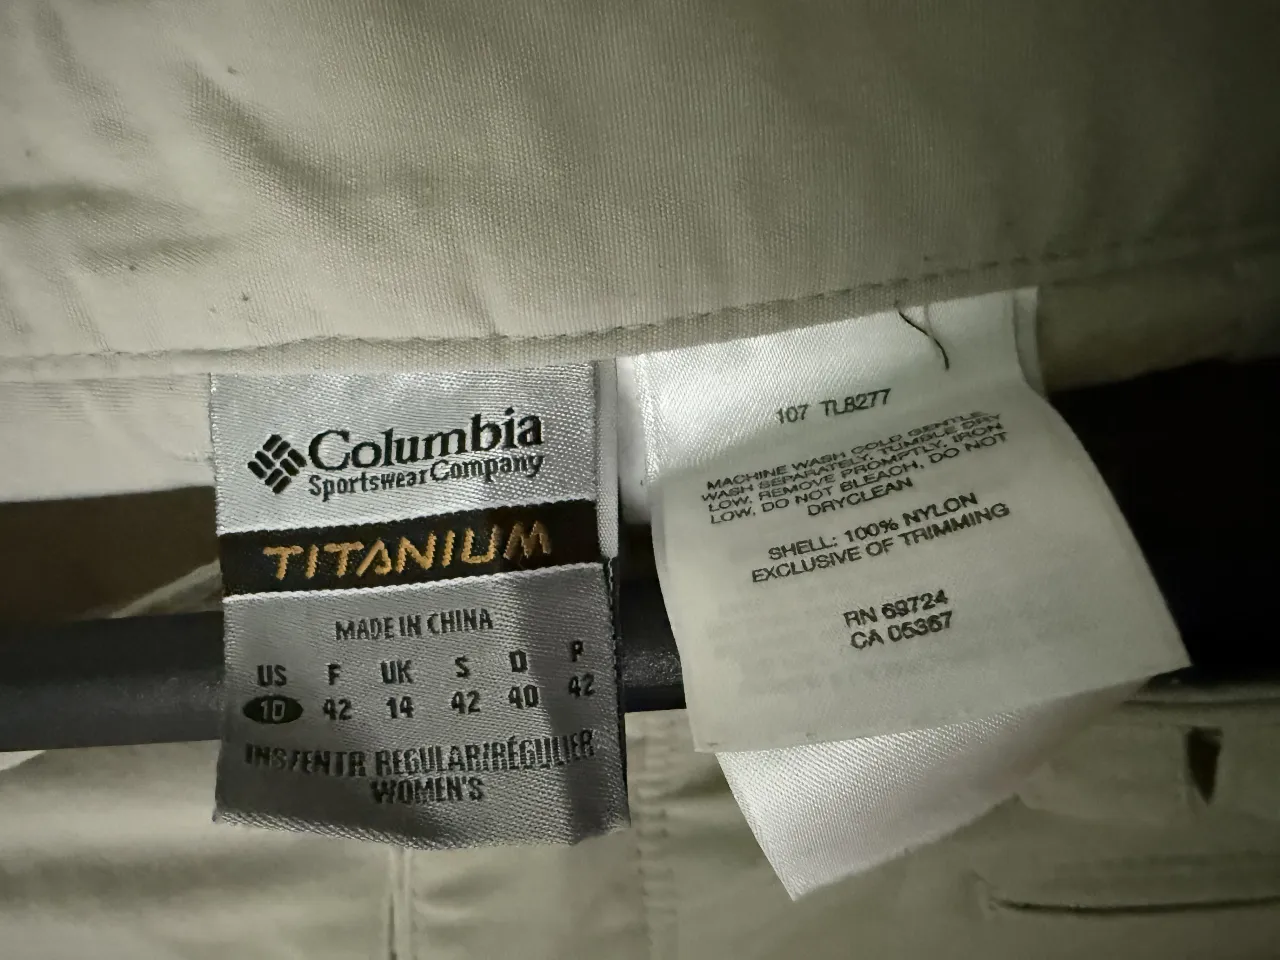 Columbia
Sportswear Company
TITANIUM
MADE IN CHINA
US F UK S D P
10 42 14 42 40 42
INS/ENTR REGULAR/RÉGULIER
WOMEN'S
107 TL8277
MACHINE WASH COLD GENTLE,
WASH SEPARATELY, TUMBLE DRY
LOW, REMOVE PROMPTLY, IRON
LOW, DO NOT BLEACH, DO NOT
DRYCLEAN
SHELL: 100% NYLON
EXCLUSIVE OF TRIMMING
RN 69724
CA 05367